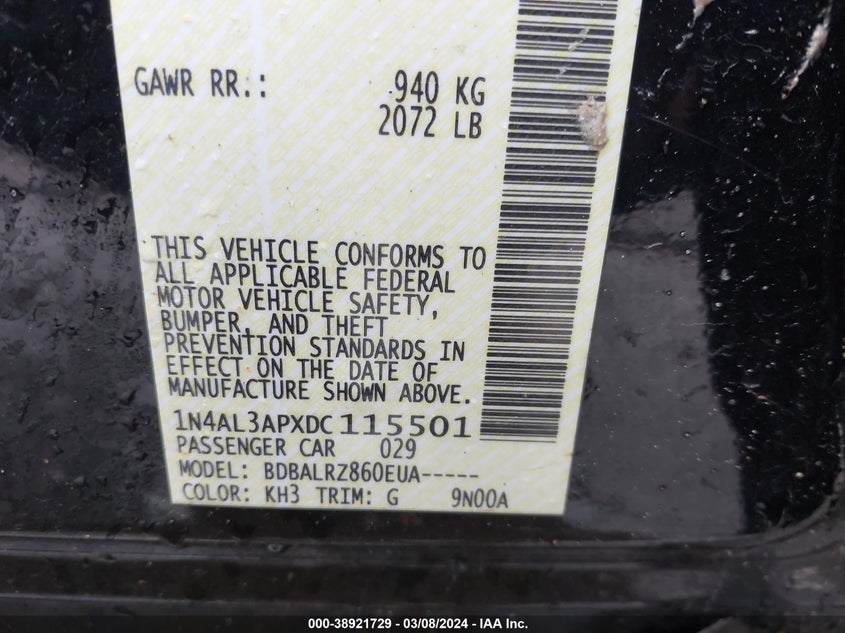 GAWR RR.: 940 KG
2072 LB
THIS VEHICLE CONFORMS TO
ALL APPLICABLE FEDERAL
MOTOR VEHICLE SAFETY,
BUMPER, AND THEFT
PREVENTION STANDARDS IN
EFFECT ON THE DATE OF
MANUFACTURE SHOWN ABOVE.
1N4AL3APXDC115501
PASSENGER CAR 029
MODEL: BDBALRZ860EUA-----
COLOR: KH3 TRIM: G 9N00A
000-38921729 - 03/08/2024 - IAA Inc.